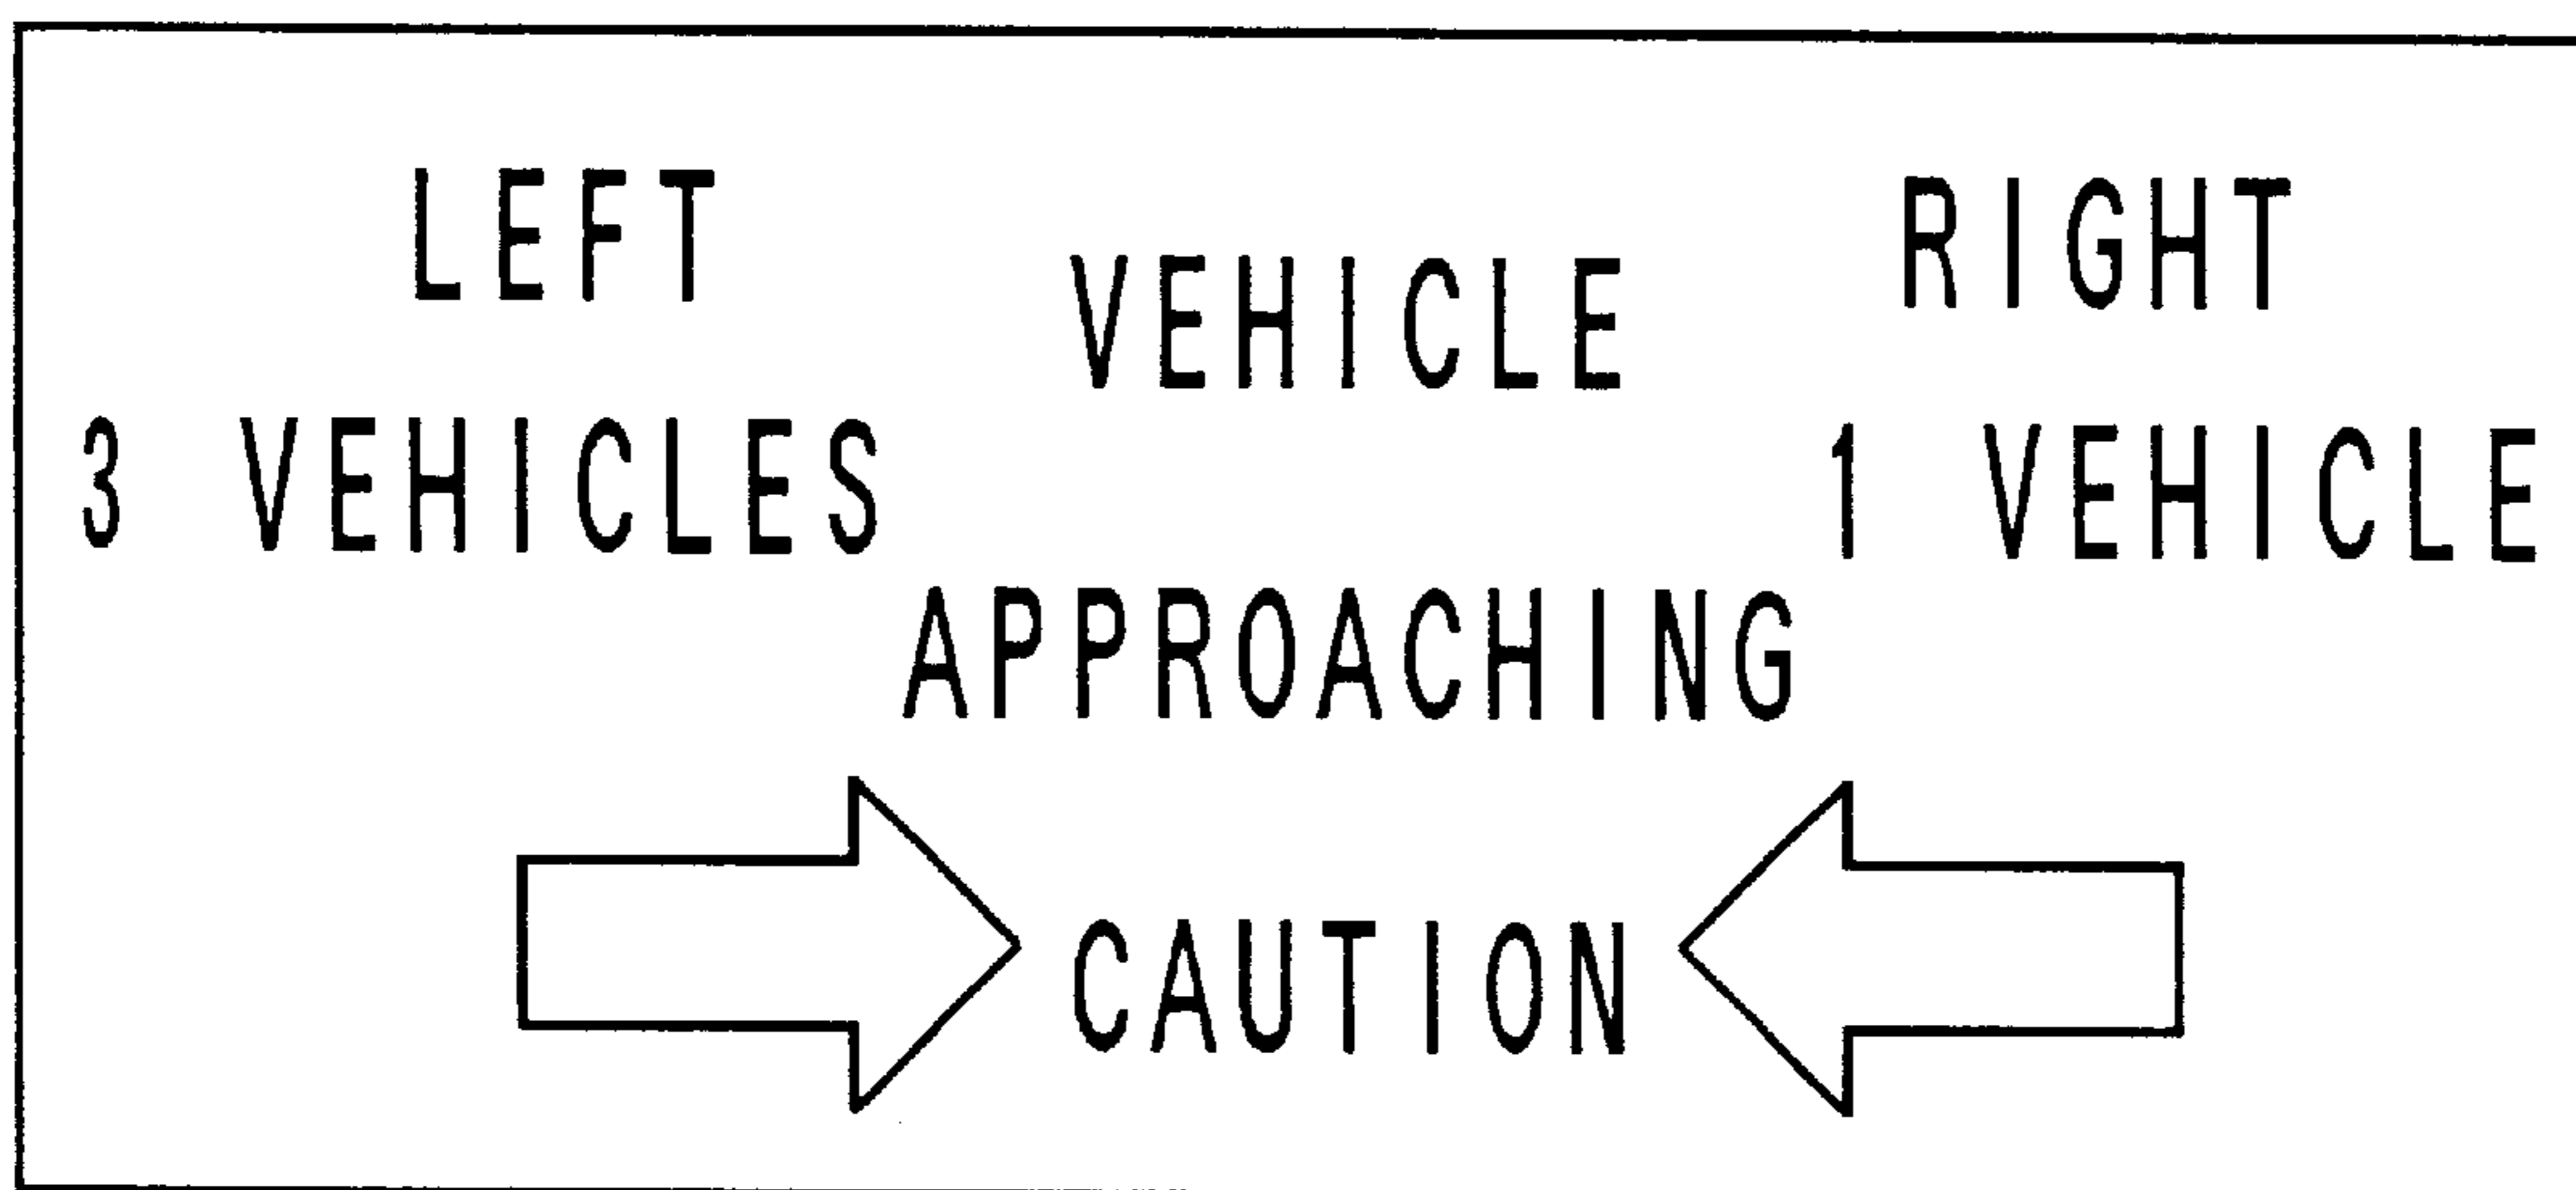 LEFT
3 VEHICLES
VEHICLE
APPROACHING
CAUTION
RIGHT
1 VEHICLE